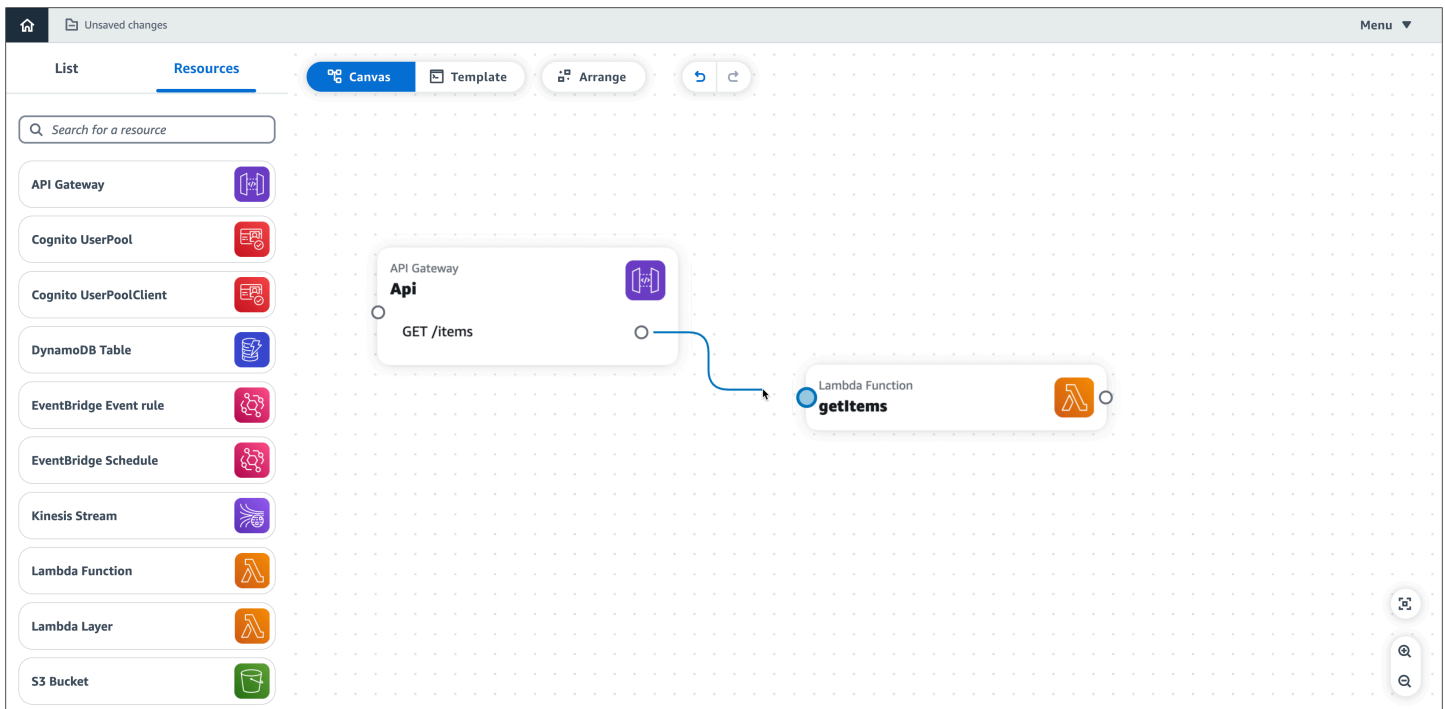 Unsaved changes
Menu ▼
List
Resources
Canvas
Template
Arrange
Search for a resource
API Gateway
Cognito UserPool
Cognito UserPoolClient
DynamoDB Table
EventBridge Event rule
EventBridge Schedule
Kinesis Stream
Lambda Function
Lambda Layer
S3 Bucket
API Gateway
Api
GET /items
Lambda Function
getItems